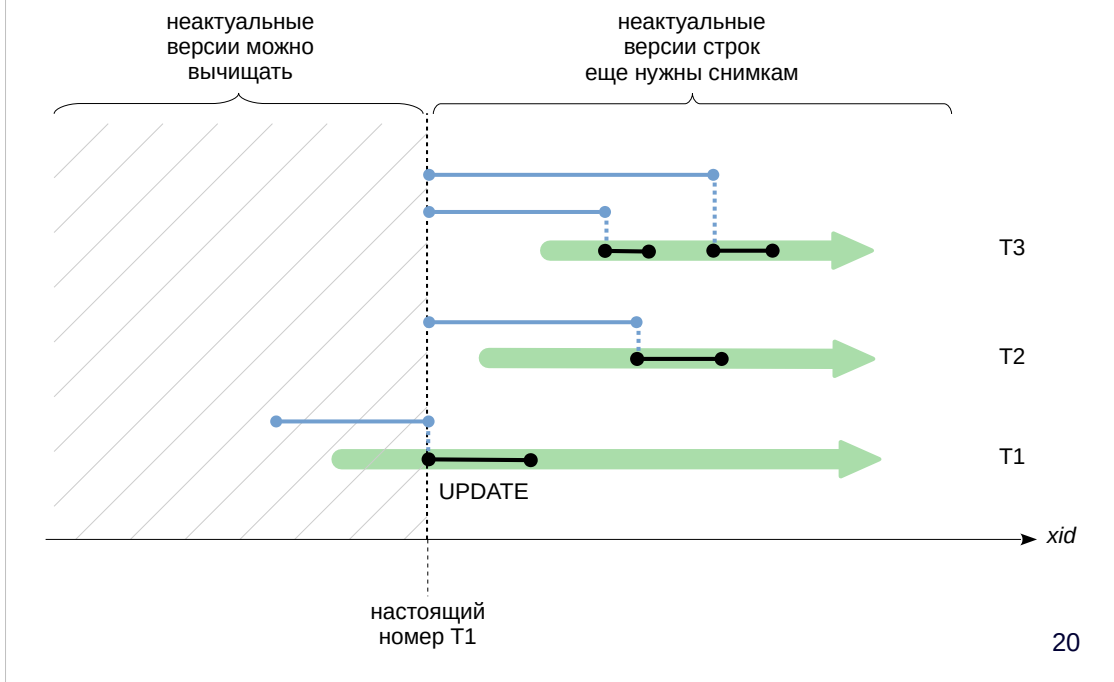 неактуальные
версии можно
вычищать
неактуальные
версии строк
еще нужны снимкам
T3
T2
T1
UPDATE
xid
настоящий
номер T1
20